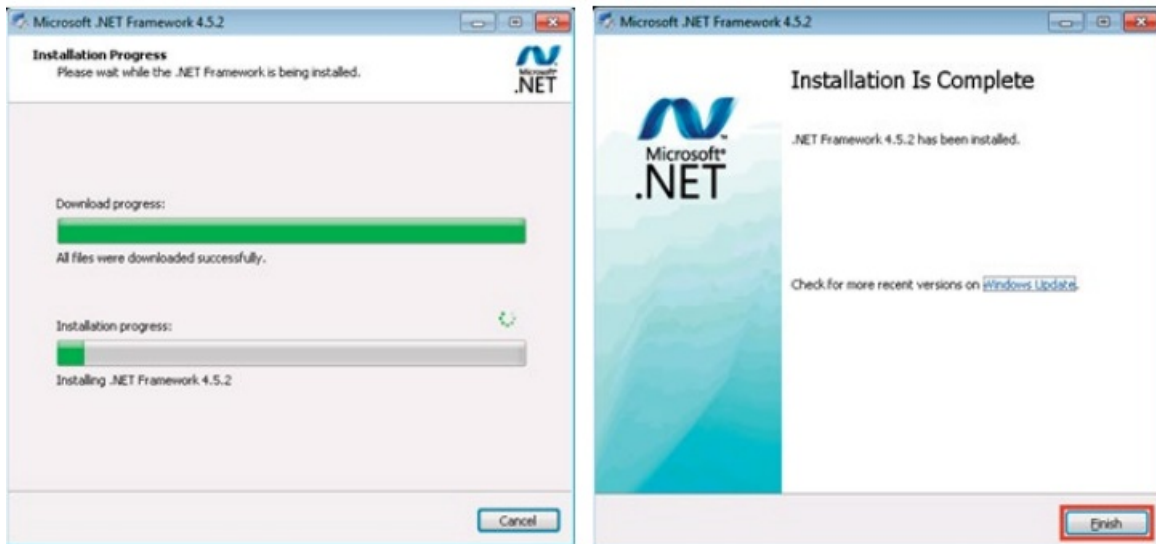 Microsoft .NET Framework 4.5.2
Installation Progress
Please wait while the .NET Framework is being installed.
Microsoft®
.NET
Download progress:
All files were downloaded successfully.
Installation progress:
Installing .NET Framework 4.5.2
Cancel
Microsoft .NET Framework 4.5.2
Installation Is Complete
Microsoft®
.NET
.NET Framework 4.5.2 has been installed.
Check for more recent versions on Windows Update.
Finish